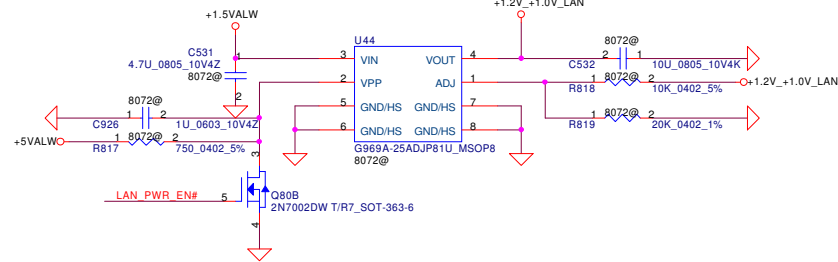 +1.2V_+1.0V_LAN
+1.5VALW
U44
C531
4.7U_0805_10V4Z
8072@
1
2
3
VIN
VOUT
4
2
VPP
ADJ
1
5
GND/HS
GND/HS
7
6
GND/HS
GND/HS
8
G969A-25ADJP81U_MSOP8
8072@
8072@
2
1
C532
10U_0805_10V4K
R818
1
8072@
2
10K_0402_5%
+1.2V_+1.0V_LAN
R819
1
8072@
2
20K_0402_1%
8072@
1
2
C926
1U_0603_10V4Z
+5VALW
1
8072@
2
R817
750_0402_5%
3
LAN_PWR_EN#
5
Q80B
2N7002DW T/R7_SOT-363-6
4